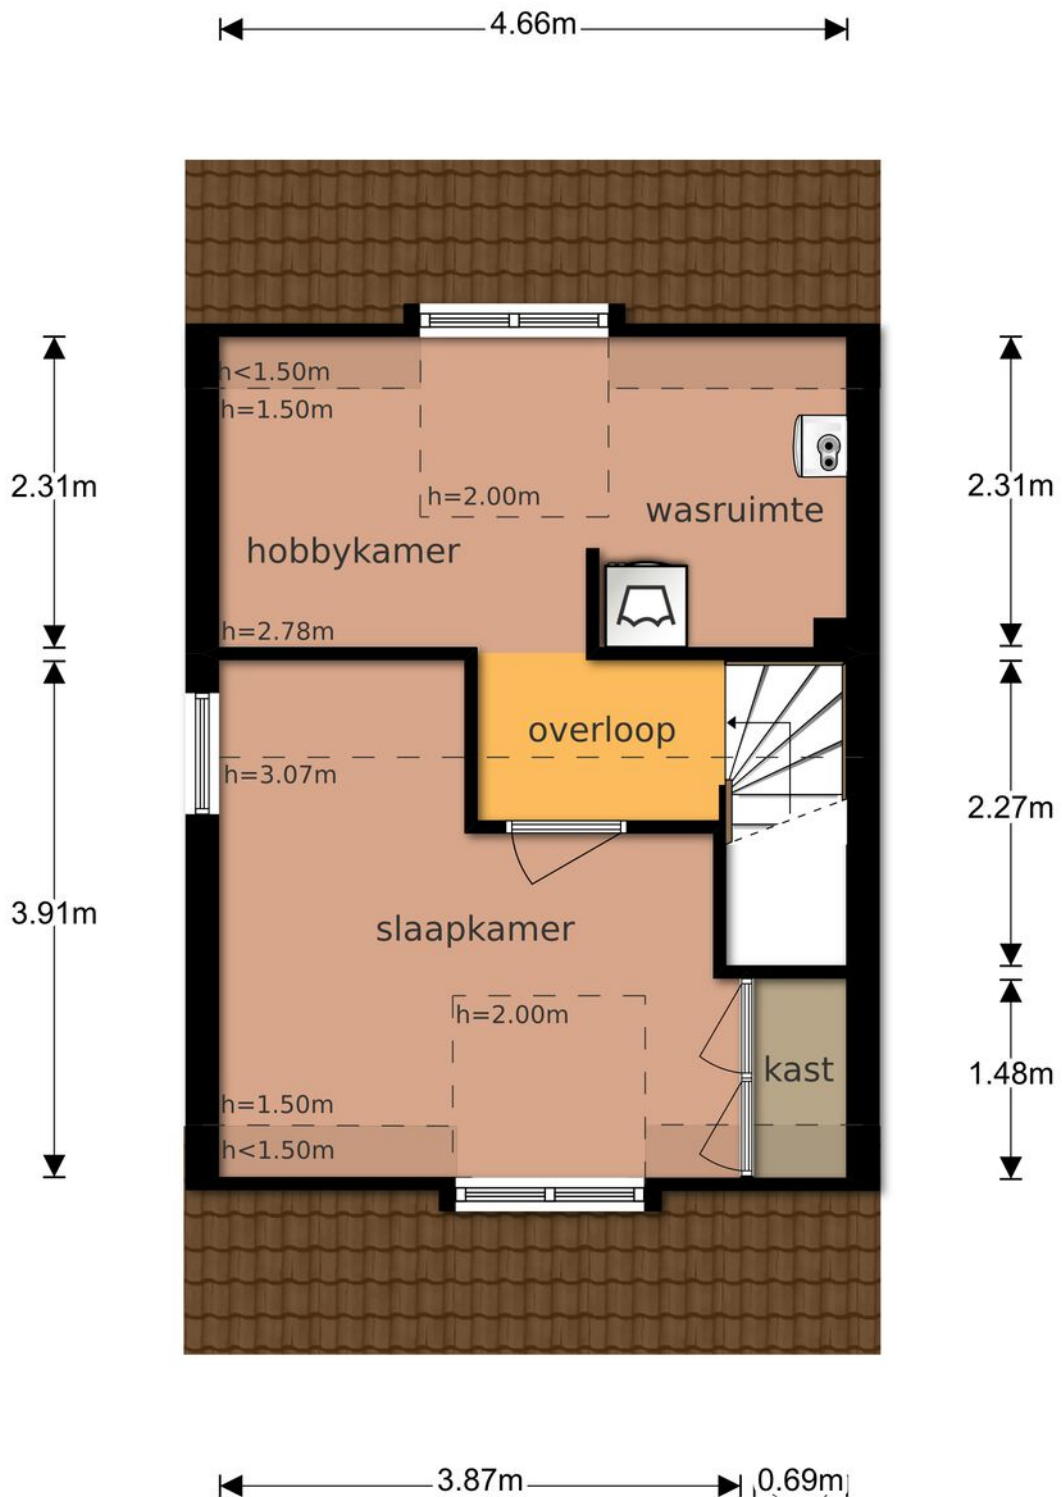 4.66m
h<1.50m
h=1.50m
2.31m
2.31m
h=2.00m
wasruimte
hobbykamer
h=2.78m
overloop
h=3.07m
2.27m
3.91m
slaapkamer
h=2.00m
kast
1.48m
h=1.50m
h<1.50m
3.87m
0.69m